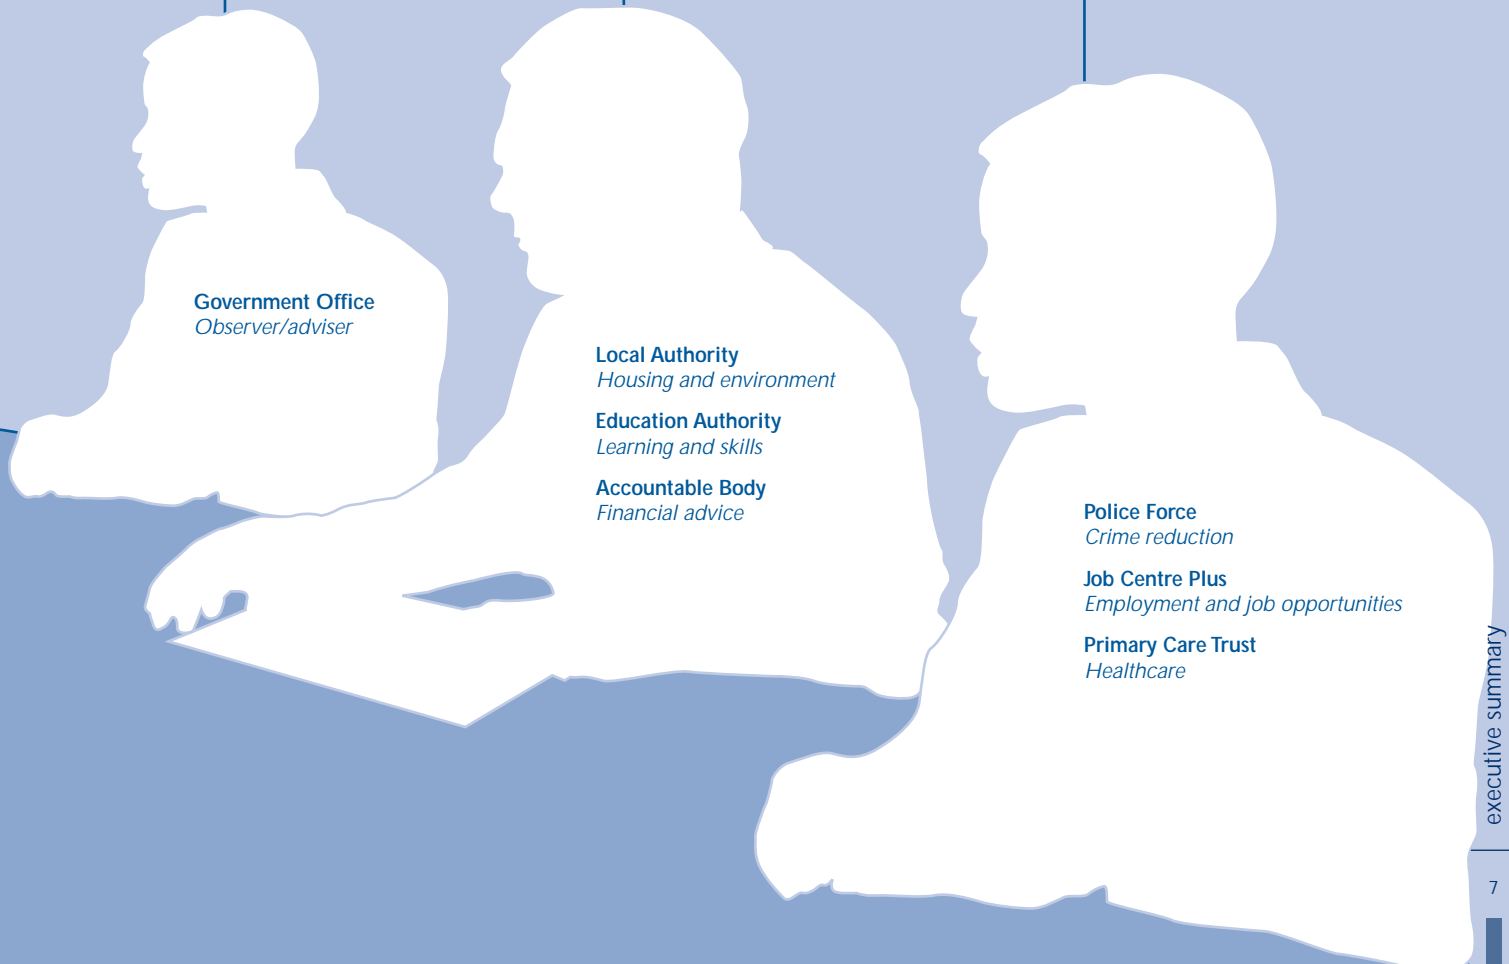 Government Office
Observer/adviser
Local Authority
Housing and environment
Education Authority
Learning and skills
Accountable Body
Financial advice
Police Force
Crime reduction
Job Centre Plus
Employment and job opportunities
Primary Care Trust
Healthcare
executive summary
7